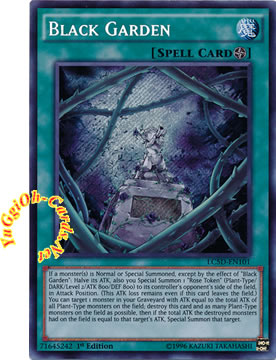 BLACK GARDEN
[SPELL CARD]
LC5D-EN101
If a monster(s) is Normal or Special Summoned, except by the effect of "Black
Garden": Halve its ATK, also you Special Summon 1 "Rose Token" (Plant-Type/
DARK/Level 2/ATK 800/DEF 800) to its controller's opponent's side of the field,
in Attack Position. (This ATK loss remains even if this card leaves the field.)
You can target 1 monster in your Graveyard with ATK equal to the total ATK of
all Plant-Type monsters on the field; destroy this card and as many Plant-Type
monsters on the field as possible, then if the total ATK the destroyed monsters
had on the field is equal to that target's ATK, Special Summon that target.
71645242
1st Edition
©1996 KAZUKI TAKAHASHI
YuGgiOh-Cards.Net